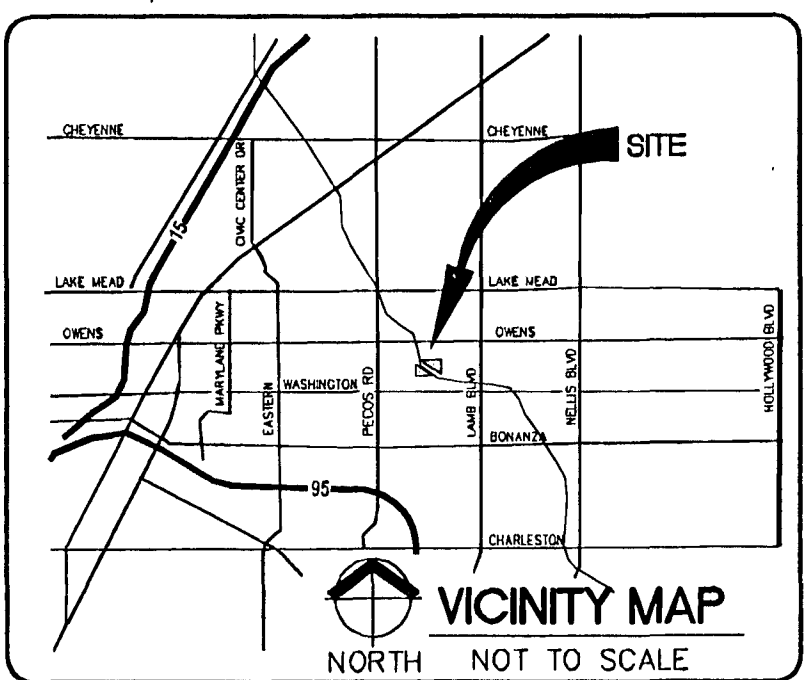 CHEYENNE
CHEYENNE
SITE
CIVIC CENTER DR
15
LAKE MEAD
LAKE MEAD
OWENS
OWENS
MARYLAND PKWY
HOLLYWOOD BLVD
WASHINGTON
EASTERN
PECOS RD
LAMB BLVD
NELLIS BLVD
BONANZA
95
CHARLESTON
VICINITY MAP
NORTH NOT TO SCALE